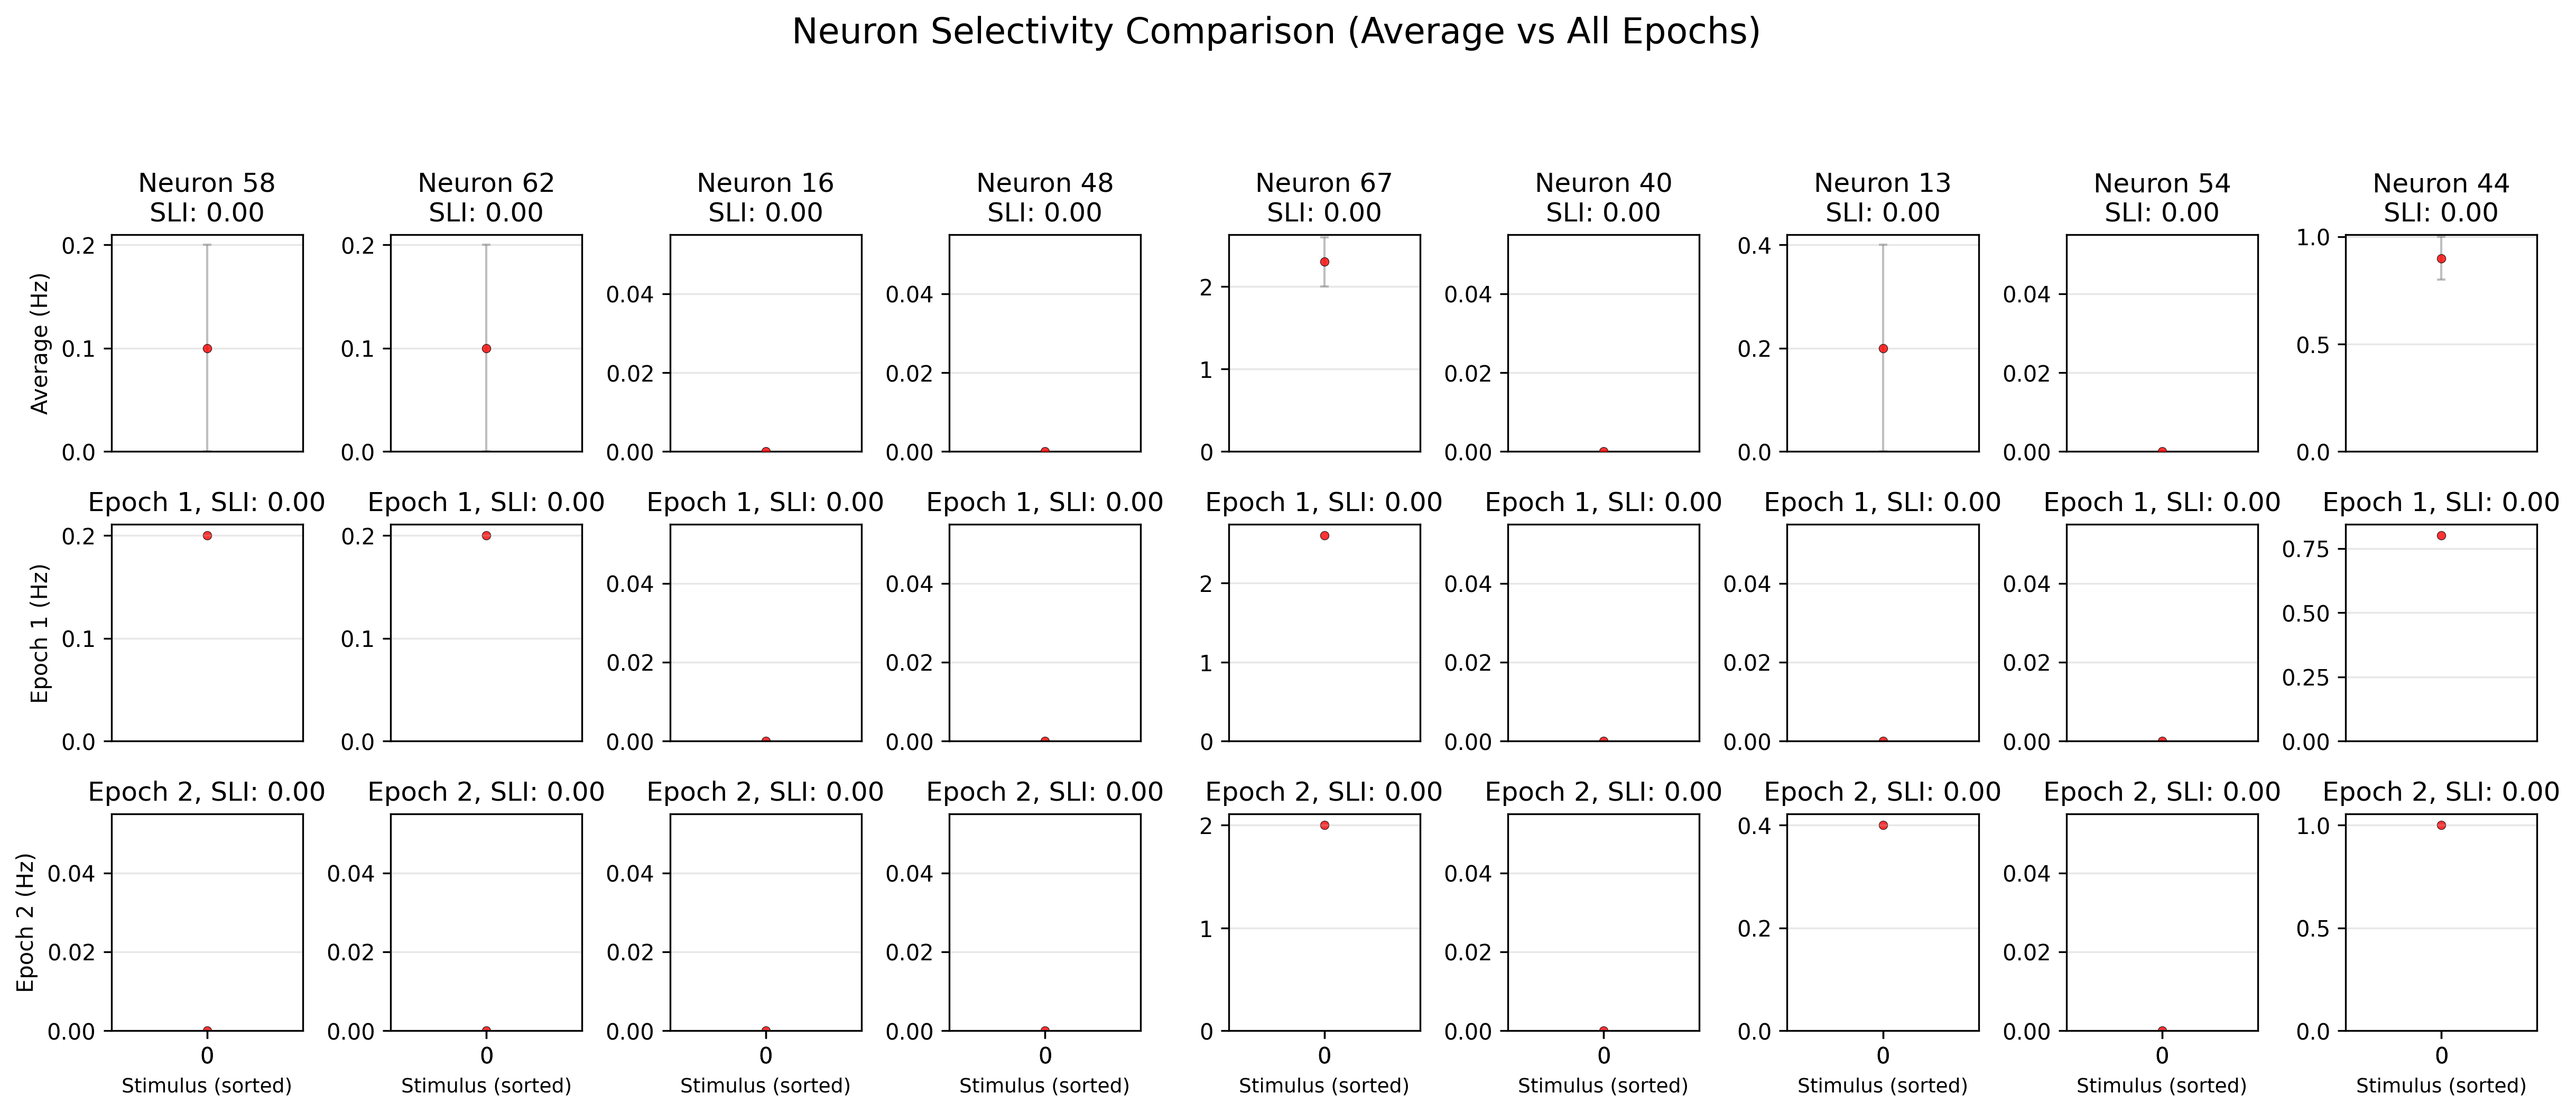 Neuron Selectivity Comparison (Average vs All Epochs)
Neuron 58
SLI: 0.00
Neuron 62
SLI: 0.00
Neuron 16
SLI: 0.00
Neuron 48
SLI: 0.00
Neuron 67
SLI: 0.00
Neuron 40
SLI: 0.00
Neuron 13
SLI: 0.00
Neuron 54
SLI: 0.00
Neuron 44
SLI: 0.00
Average (Hz)
0.2
0.1
0.0
0.2
0.1
0.0
0.04
0.02
0.00
0.04
0.02
0.00
2
1
0
0.04
0.02
0.00
0.4
0.2
0.0
0.04
0.02
0.00
1.0
0.5
0.0
Epoch 1, SLI: 0.00
Epoch 1, SLI: 0.00
Epoch 1, SLI: 0.00
Epoch 1, SLI: 0.00
Epoch 1, SLI: 0.00
Epoch 1, SLI: 0.00
Epoch 1, SLI: 0.00
Epoch 1, SLI: 0.00
Epoch 1, SLI: 0.00
Epoch 1 (Hz)
0.2
0.1
0.0
0.2
0.1
0.0
0.04
0.02
0.00
0.04
0.02
0.00
2
1
0
0.04
0.02
0.00
0.04
0.02
0.00
0.04
0.02
0.00
0.75
0.50
0.25
0.00
Epoch 2, SLI: 0.00
Epoch 2, SLI: 0.00
Epoch 2, SLI: 0.00
Epoch 2, SLI: 0.00
Epoch 2, SLI: 0.00
Epoch 2, SLI: 0.00
Epoch 2, SLI: 0.00
Epoch 2, SLI: 0.00
Epoch 2, SLI: 0.00
Epoch 2 (Hz)
0.04
0.02
0.00
0.04
0.02
0.00
0.04
0.02
0.00
0.04
0.02
0.00
2
1
0
0.04
0.02
0.00
0.4
0.2
0.0
0.04
0.02
0.00
1.0
0.5
0.0
0
0
0
0
0
0
0
0
0
Stimulus (sorted)
Stimulus (sorted)
Stimulus (sorted)
Stimulus (sorted)
Stimulus (sorted)
Stimulus (sorted)
Stimulus (sorted)
Stimulus (sorted)
Stimulus (sorted)